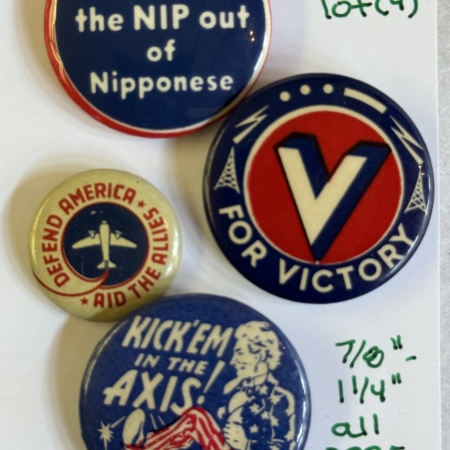 the NIP out
of
Nipponese
lot (4)
V
FOR VICTORY
DEFEND AMERICA ★ AID THE ALLIES ★
KICK 'EM
IN THE
AXIS!
7/8"-
1 1/4"
all